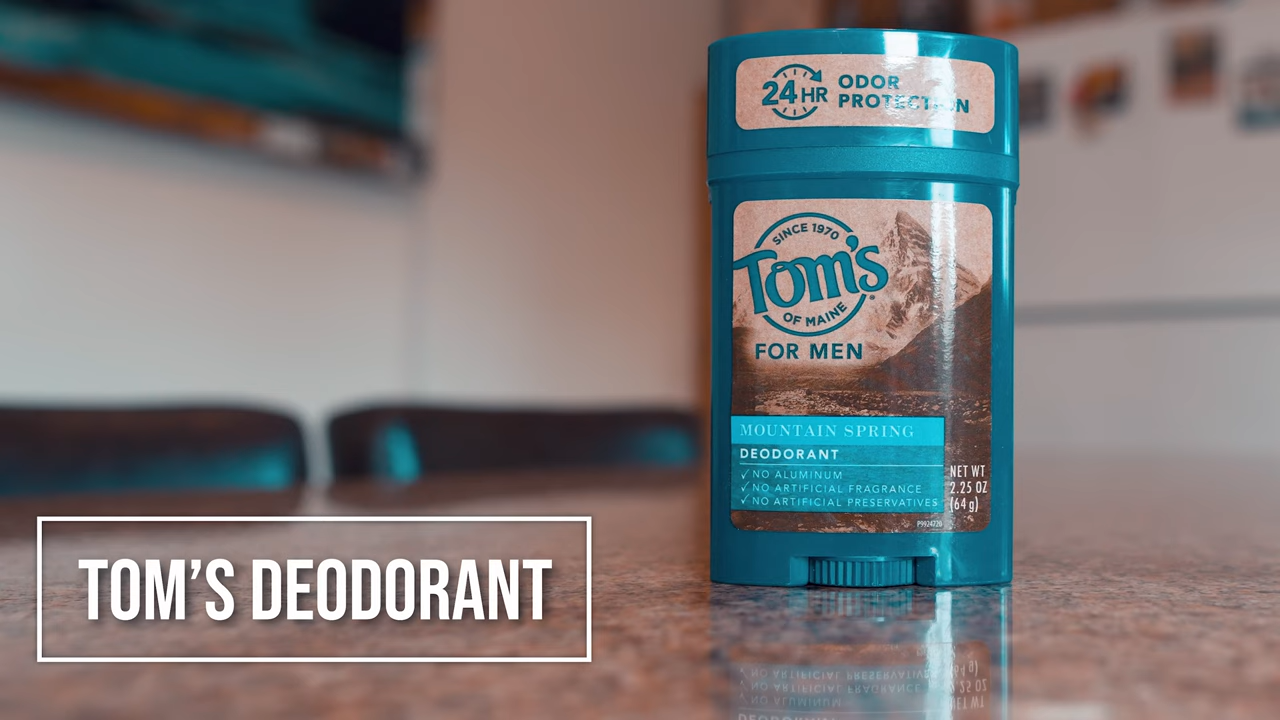 24HR
ODOR
PROTECTION
SINCE 1970
Tom's®
OF MAINE
FOR MEN
MOUNTAIN SPRING
DEODORANT
✓ NO ALUMINUM
✓ NO ARTIFICIAL FRAGRANCE
✓ NO ARTIFICIAL PRESERVATIVES
NET WT
2.25 OZ
(64 g)
TOM'S DEODORANT